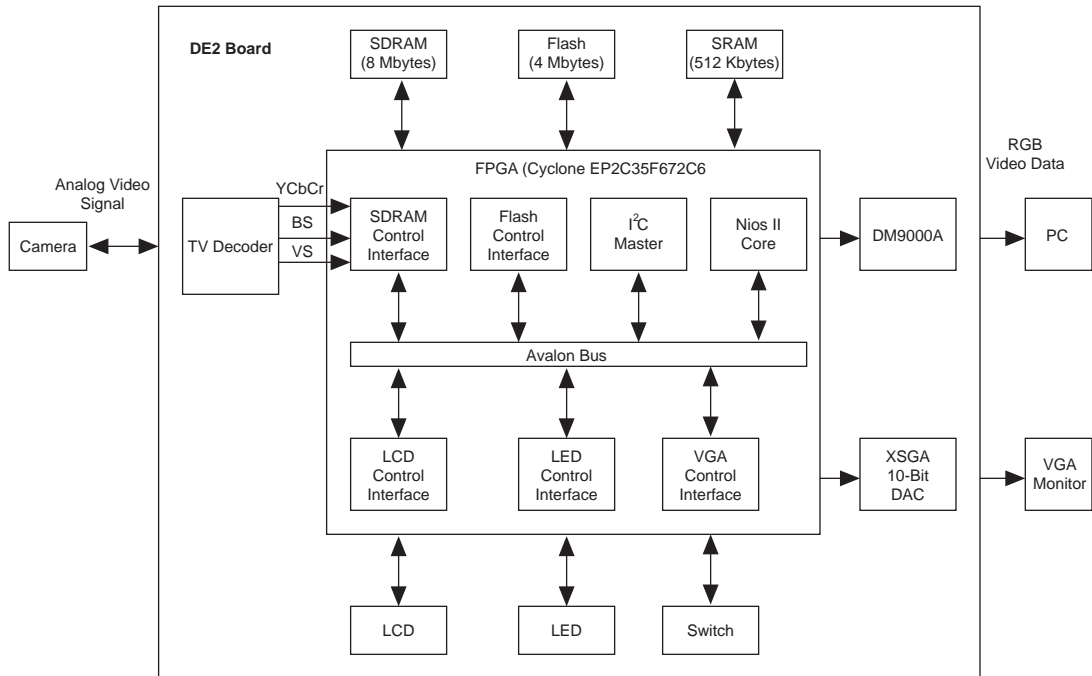 DE2 Board
SDRAM
(8 Mbytes)
Flash
(4 Mbytes)
SRAM
(512 Kbytes)
RGB
Video Data
FPGA (Cyclone EP2C35F672C6
Analog Video
Signal
YCbCr
BS
VS
Camera
TV Decoder
SDRAM
Control
Interface
Flash
Control
Interface
I²C
Master
Nios II
Core
DM9000A
PC
Avalon Bus
LCD
Control
Interface
LED
Control
Interface
VGA
Control
Interface
XSGA
10-Bit
DAC
VGA
Monitor
LCD
LED
Switch